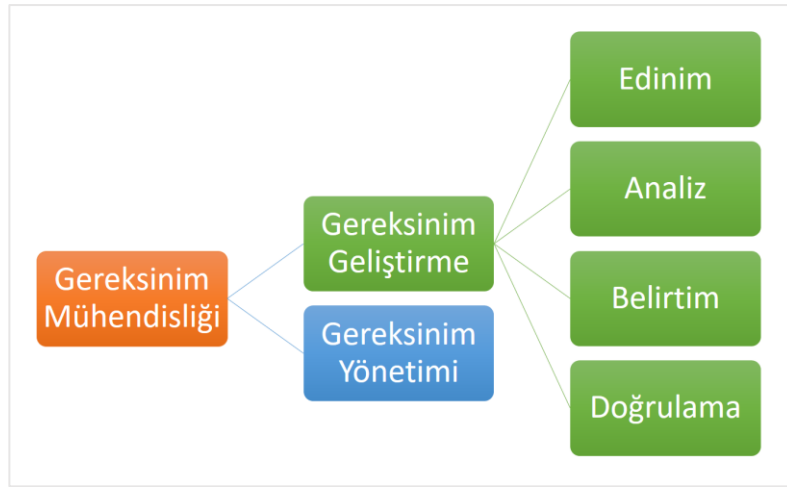 Gereksinim
Mühendisliği
Gereksinim
Geliştirme
Gereksinim
Yönetimi
Edinim
Analiz
Belirtim
Doğrulama